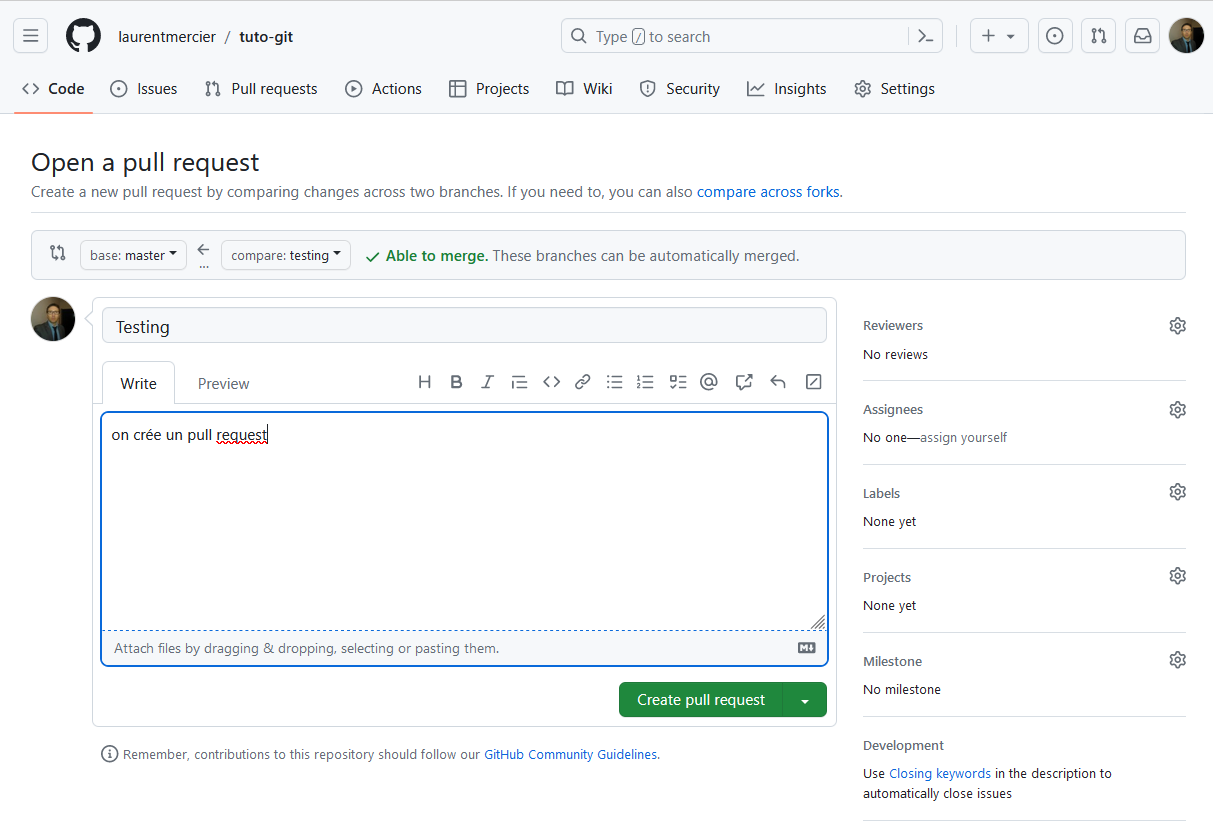 laurentmercier / tuto-git
Type / to search
Code Issues Pull requests Actions Projects Wiki Security Insights Settings
Open a pull request
Create a new pull request by comparing changes across two branches. If you need to, you can also compare across forks.
base: master ... compare: testing Able to merge. These branches can be automatically merged.
Testing
Write Preview
on crée un pull request
Attach files by dragging & dropping, selecting or pasting them.
Create pull request
Remember, contributions to this repository should follow our GitHub Community Guidelines.
Reviewers
No reviews
Assignees
No one—assign yourself
Labels
None yet
Projects
None yet
Milestone
No milestone
Development
Use Closing keywords in the description to
automatically close issues